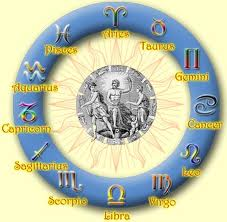 Aries
Taurus
Gemini
Cancer
Leo
Virgo
Libra
Scorpio
Sagittarius
Capricorn
Aquarius
Pisces